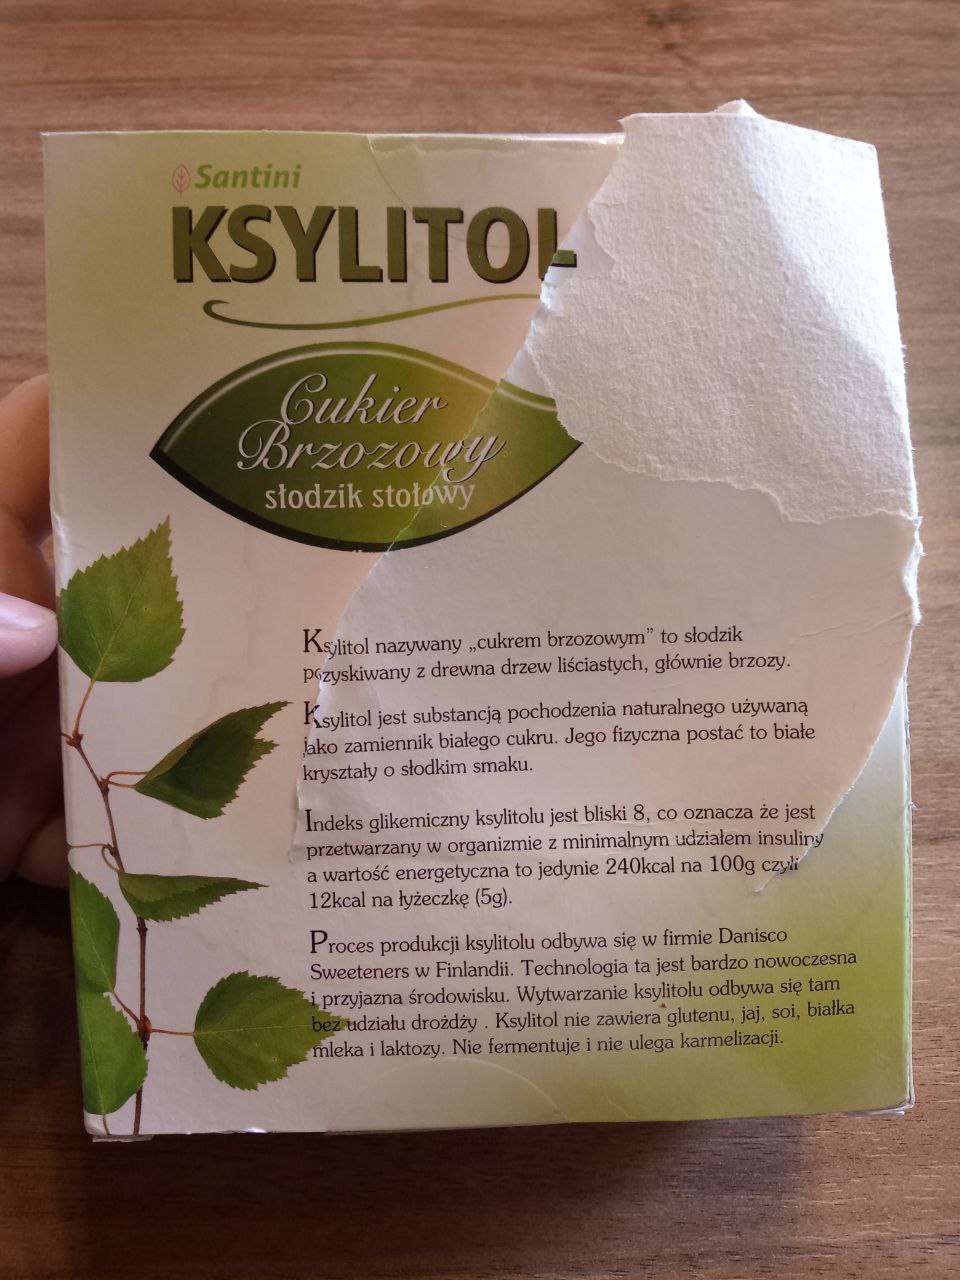 Santini
KSYLITOL
Cukier
Brzozowy
słodzik stołowy
Ksylitol nazywany „cukrem brzozowym” to słodzik
pozyskiwany z drewna drzew liściastych, głównie brzozy.
Ksylitol jest substancją pochodzenia naturalnego używaną
jako zamiennik białego cukru. Jego fizyczna postać to białe
kryształy o słodkim smaku.
Indeks glikemiczny ksylitolu jest bliski 8, co oznacza że jest
przetwarzany w organizmie z minimalnym udziałem insuliny
a wartość energetyczna to jedynie 240kcal na 100g czyli
12kcal na łyżeczkę (5g).
Proces produkcji ksylitolu odbywa się w firmie Danisco
Sweeteners w Finlandii. Technologia ta jest bardzo nowoczesna
i przyjazna środowisku. Wytwarzanie ksylitolu odbywa się tam
bez udziału drożdży . Ksylitol nie zawiera glutenu, jaj, soi, białka
mleka i laktozy. Nie fermentuje i nie ulega karmelizacji.